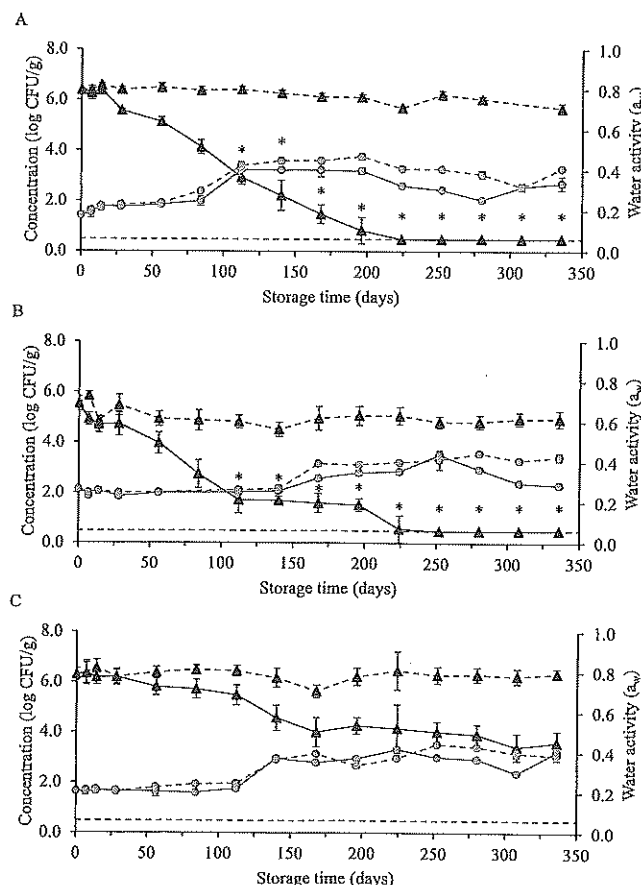 A
Concentraion (log CFU/g)
8.0
6.0
4.0
2.0
0.0
1.0
0.8
0.6
0.4
0.2
0.0
Water activity (a
* * * * * * * * *
0 50 100 150 200 250 300 350
Storage time (days)
B
Concentration (log CFU/g)
8.0
6.0
4.0
2.0
0.0
1.0
0.8
0.6
0.4
0.2
0.0
Water activity (aw)
* * * * * * * * *
0 50 100 150 200 250 300 350
Storage time (days)
C
Concentration (log CFU/g)
8.0
6.0
4.0
2.0
0.0
1.0
0.8
0.6
0.4
0.2
0.0
Water activity (aw)
0 50 100 150 200 250 300 350
Storage time (days)